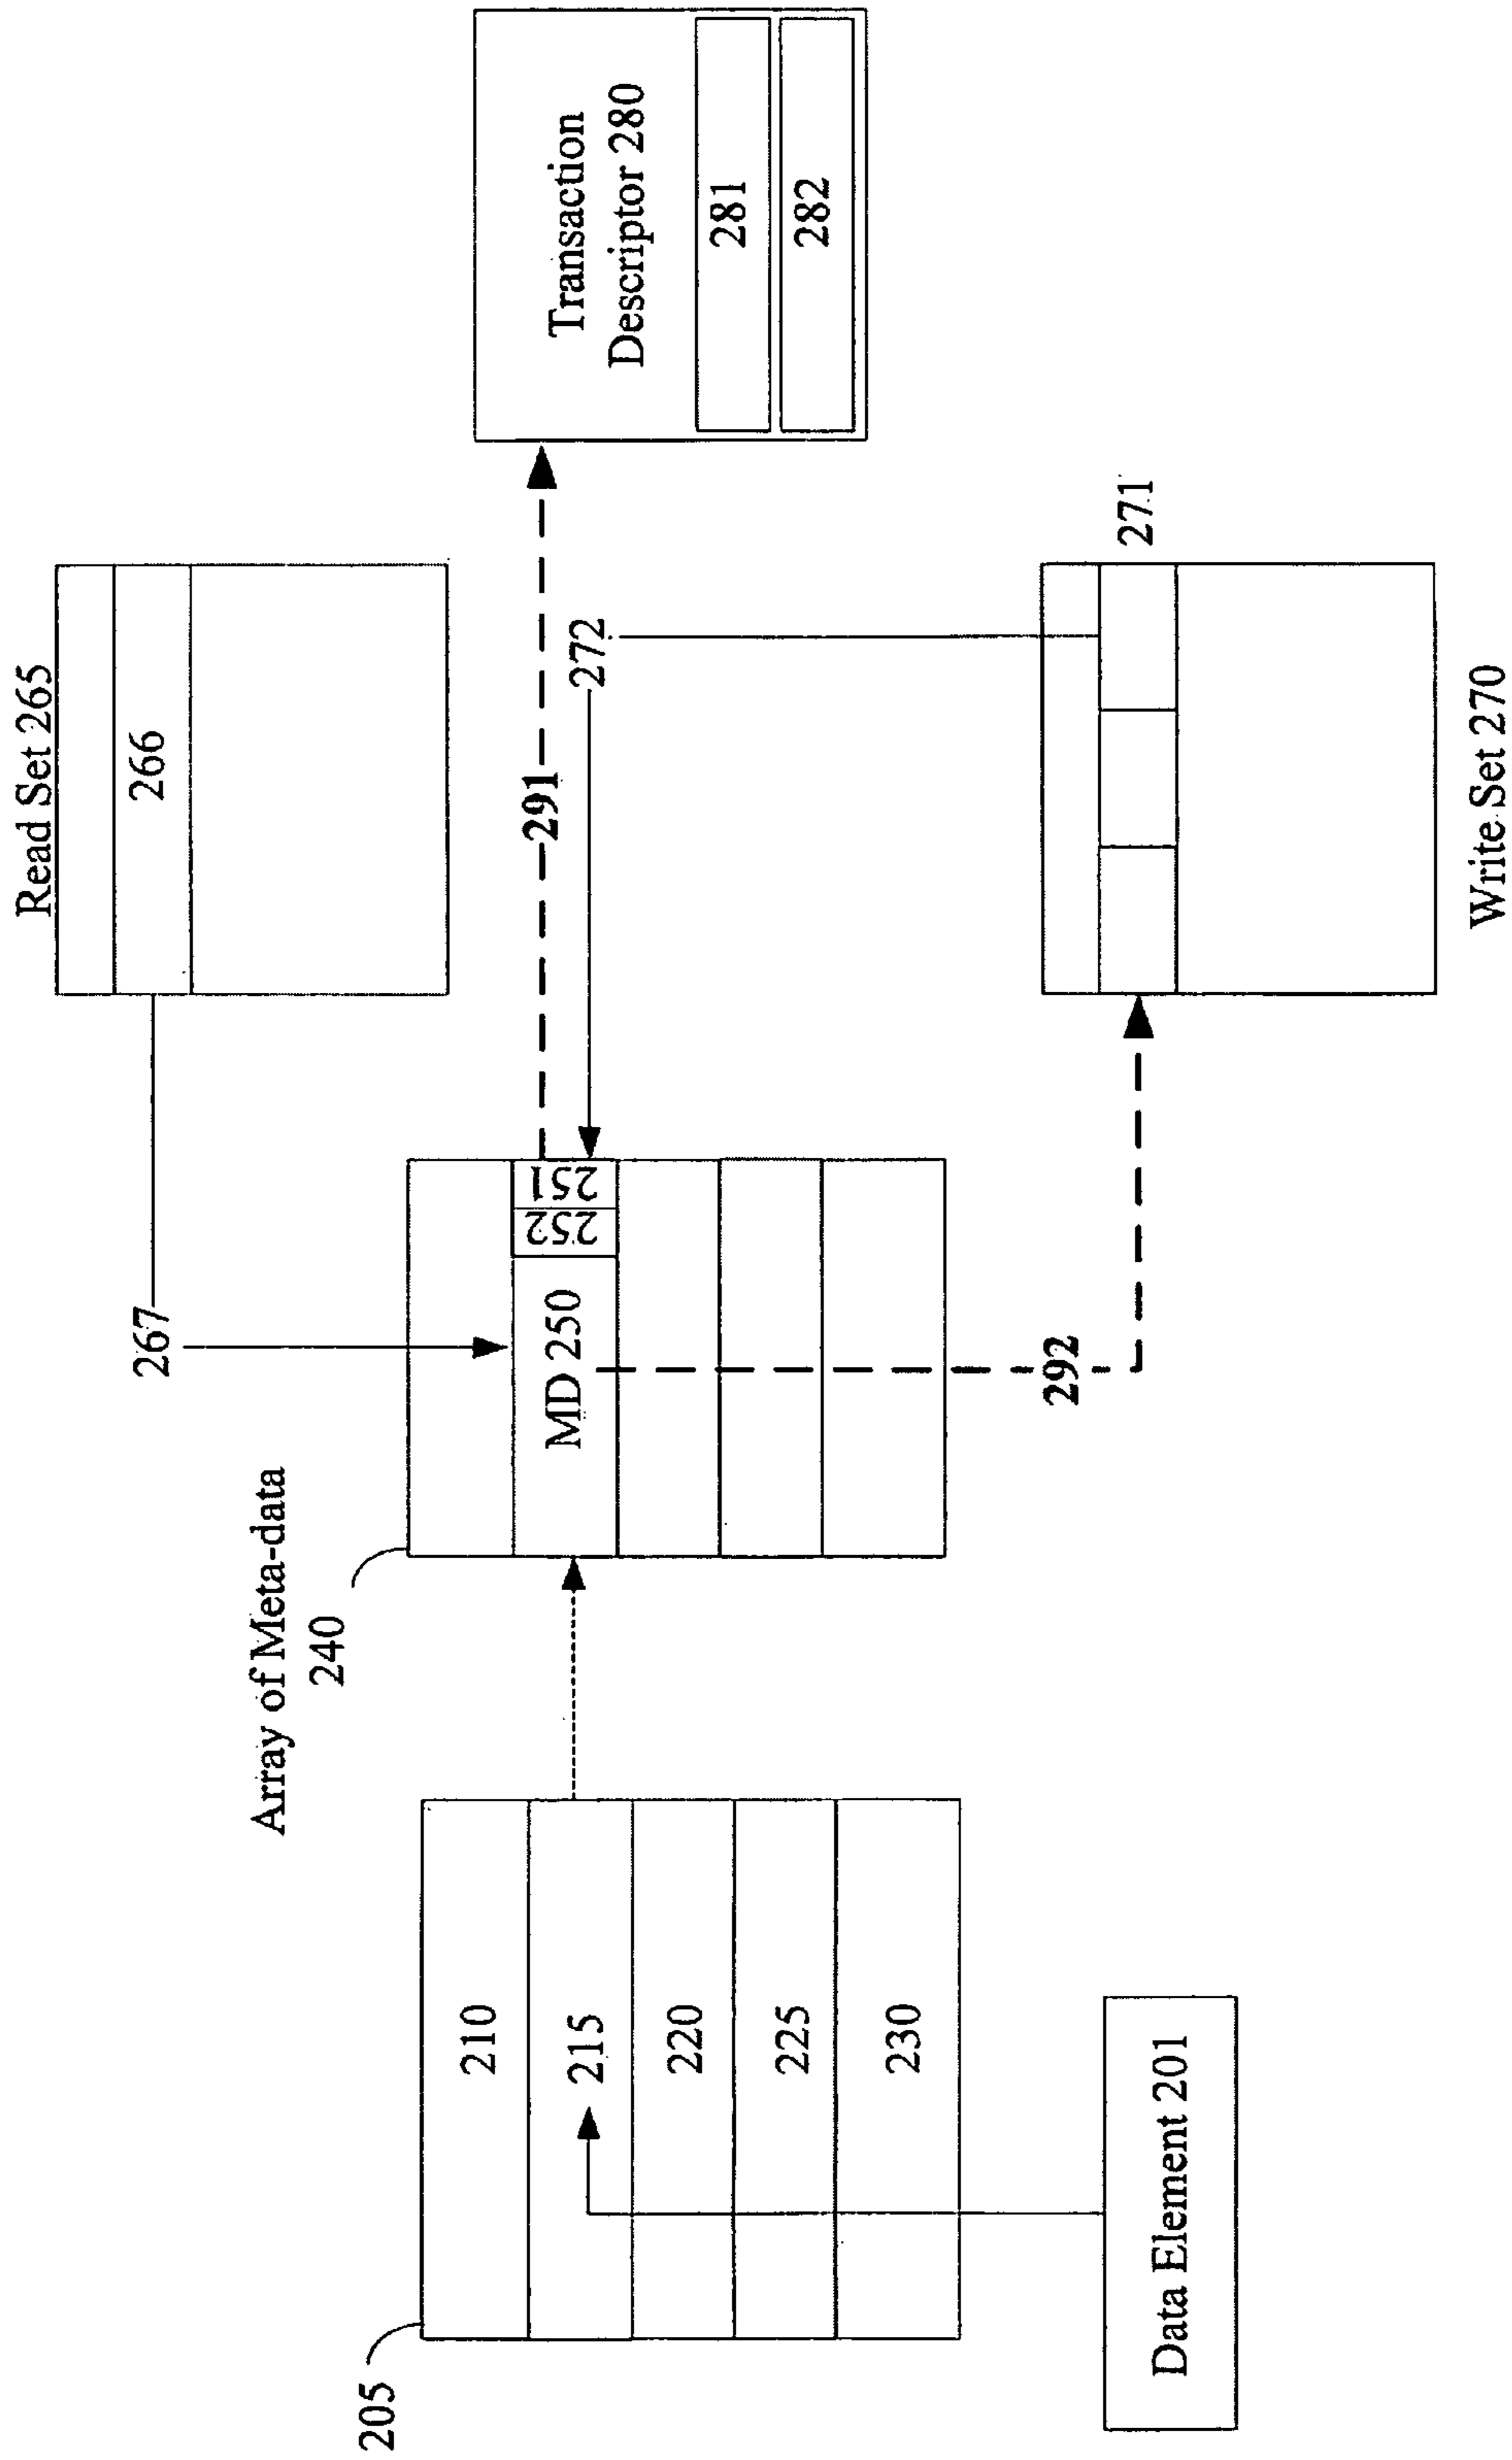 Read Set 265
266
267
Array of Meta-data
240
205
210
215
220
225
230
Data Element 201
MD 250
252
251
291
272
292
271
Write Set 270
Transaction
Descriptor 280
281
282